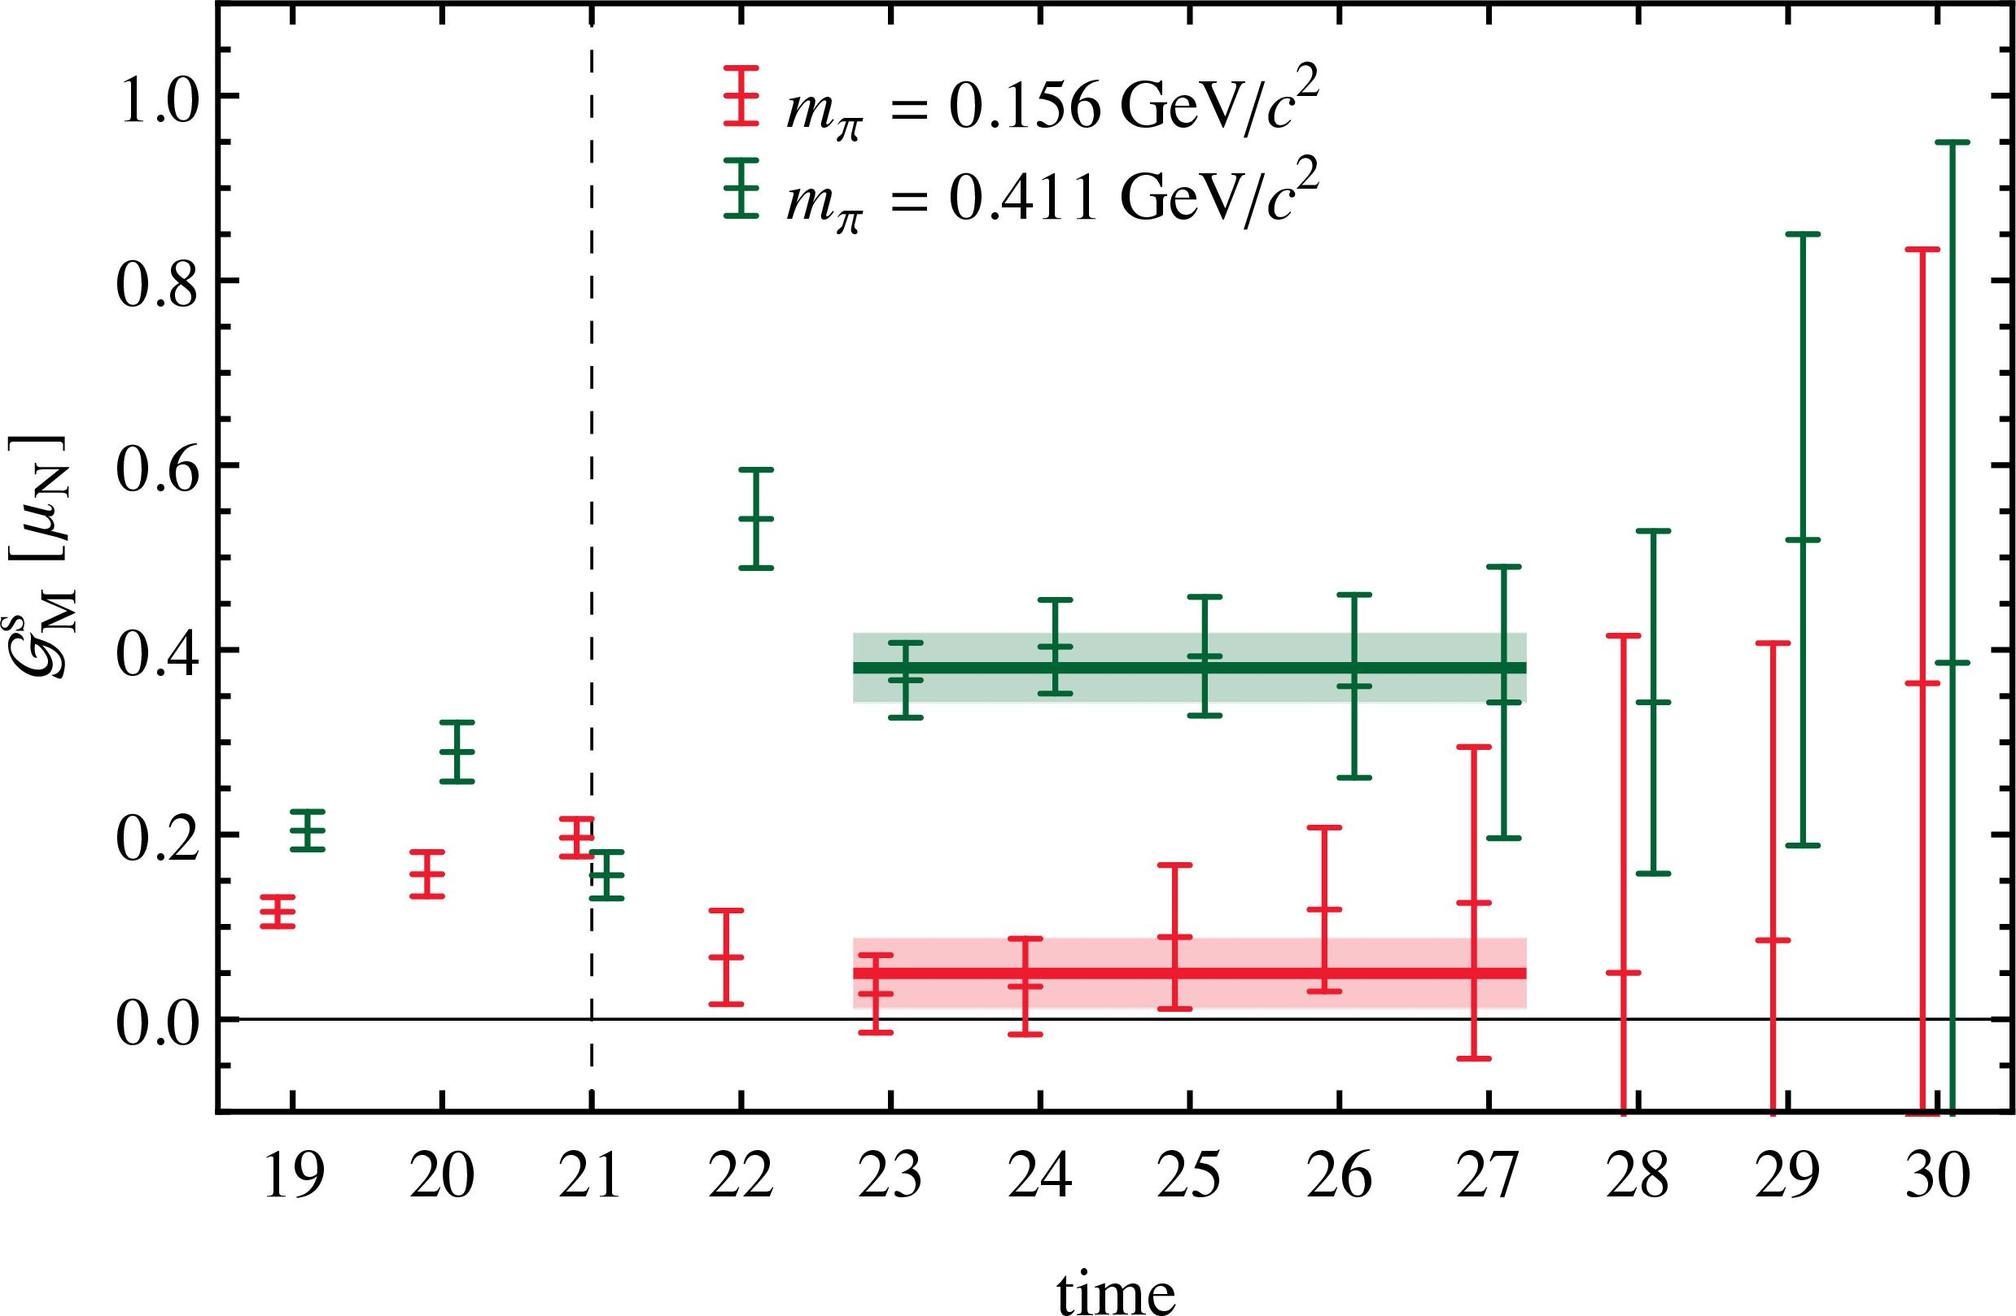 m_π = 0.156 GeV/c²
m_π = 0.411 GeV/c²
1.0
0.8
0.6
0.4
0.2
0.0
𝒢ˢ_M [μ_N]
19 20 21 22 23 24 25 26 27 28 29 30
time